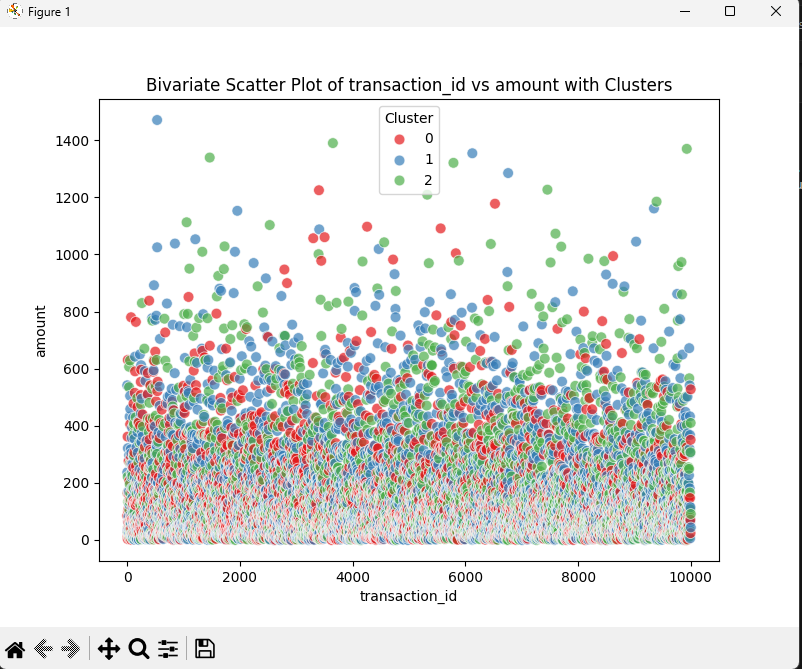 Figure 1
Bivariate Scatter Plot of transaction_id vs amount with Clusters
Cluster
0
1
2
1400
1200
1000
800
600
400
200
0
amount
0 2000 4000 6000 8000 10000
transaction_id